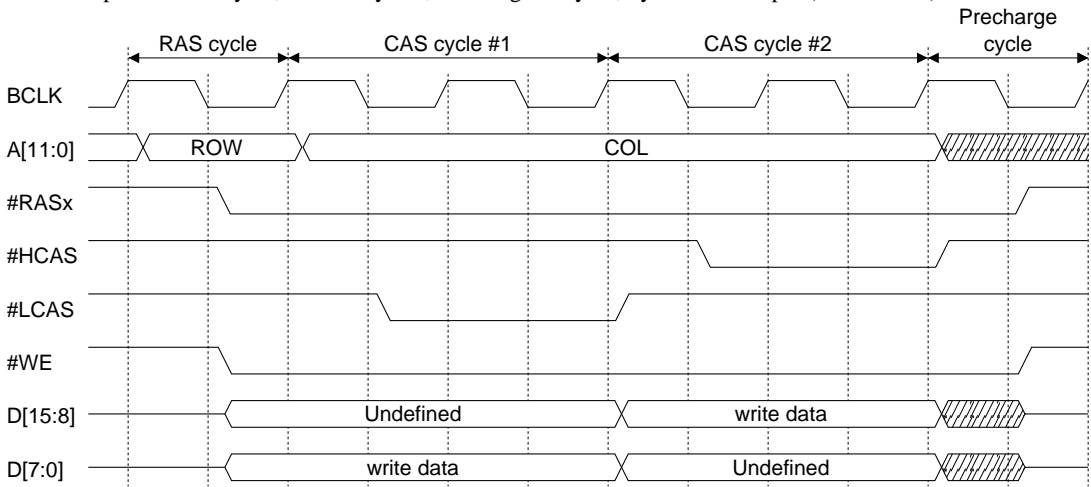 Precharge
RAS cycle CAS cycle #1 CAS cycle #2 cycle
BCLK
A[11:0] ROW COL
#RASx
#HCAS
#LCAS
#WE
D[15:8] Undefined write data
D[7:0] write data Undefined